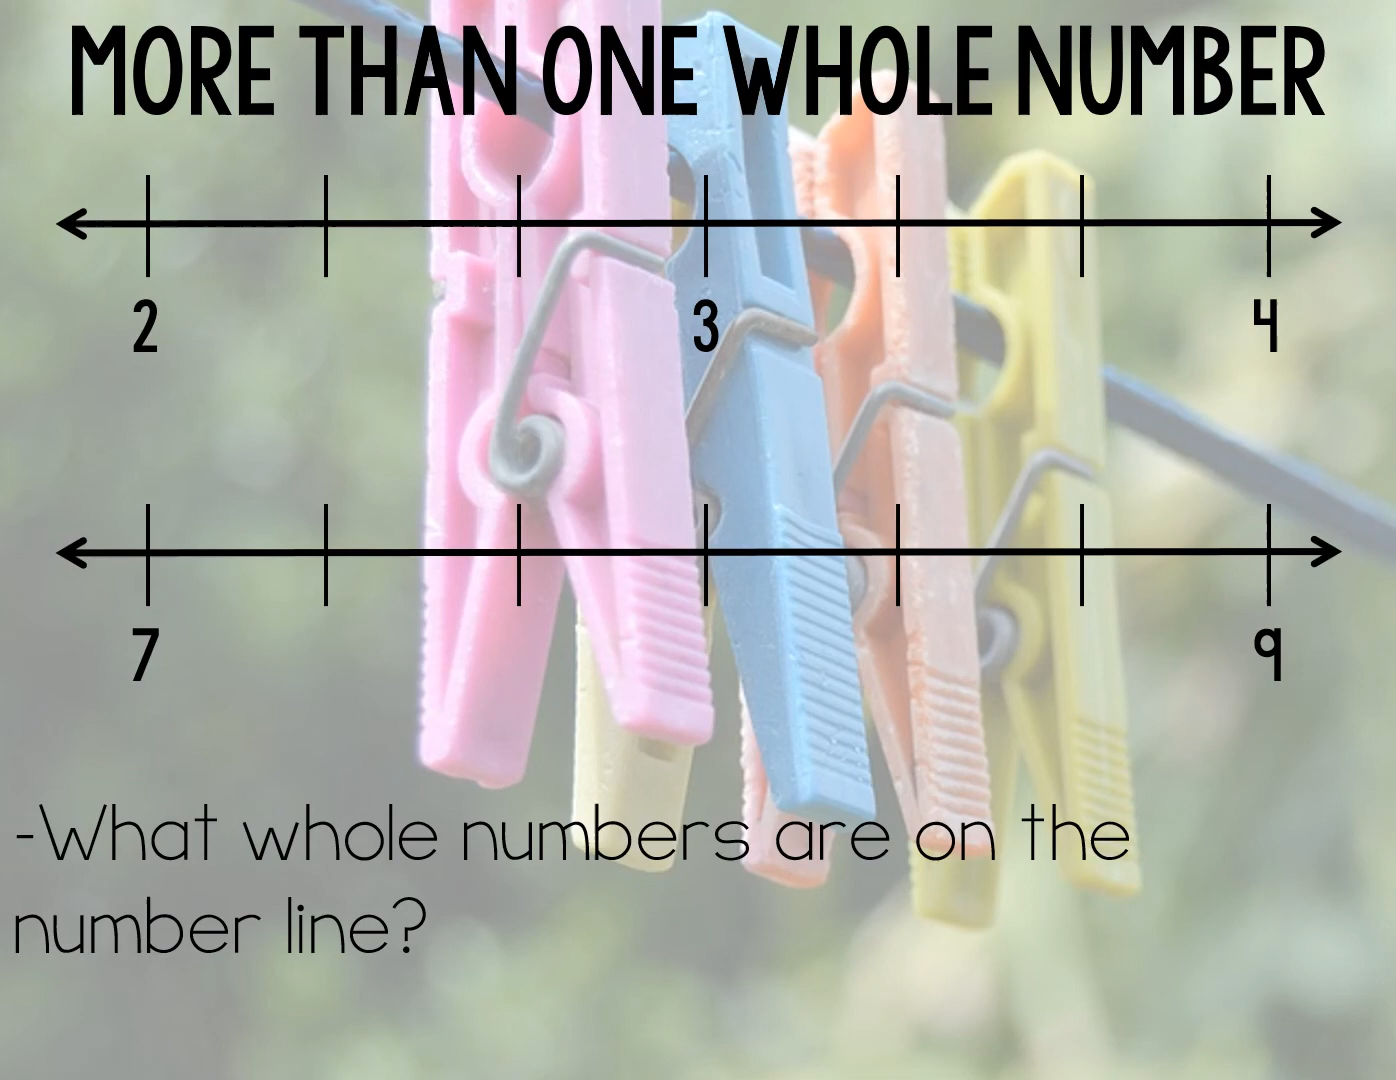 MORE THAN ONE WHOLE NUMBER
2 3 4
7 9
-What whole numbers are on the
number line?